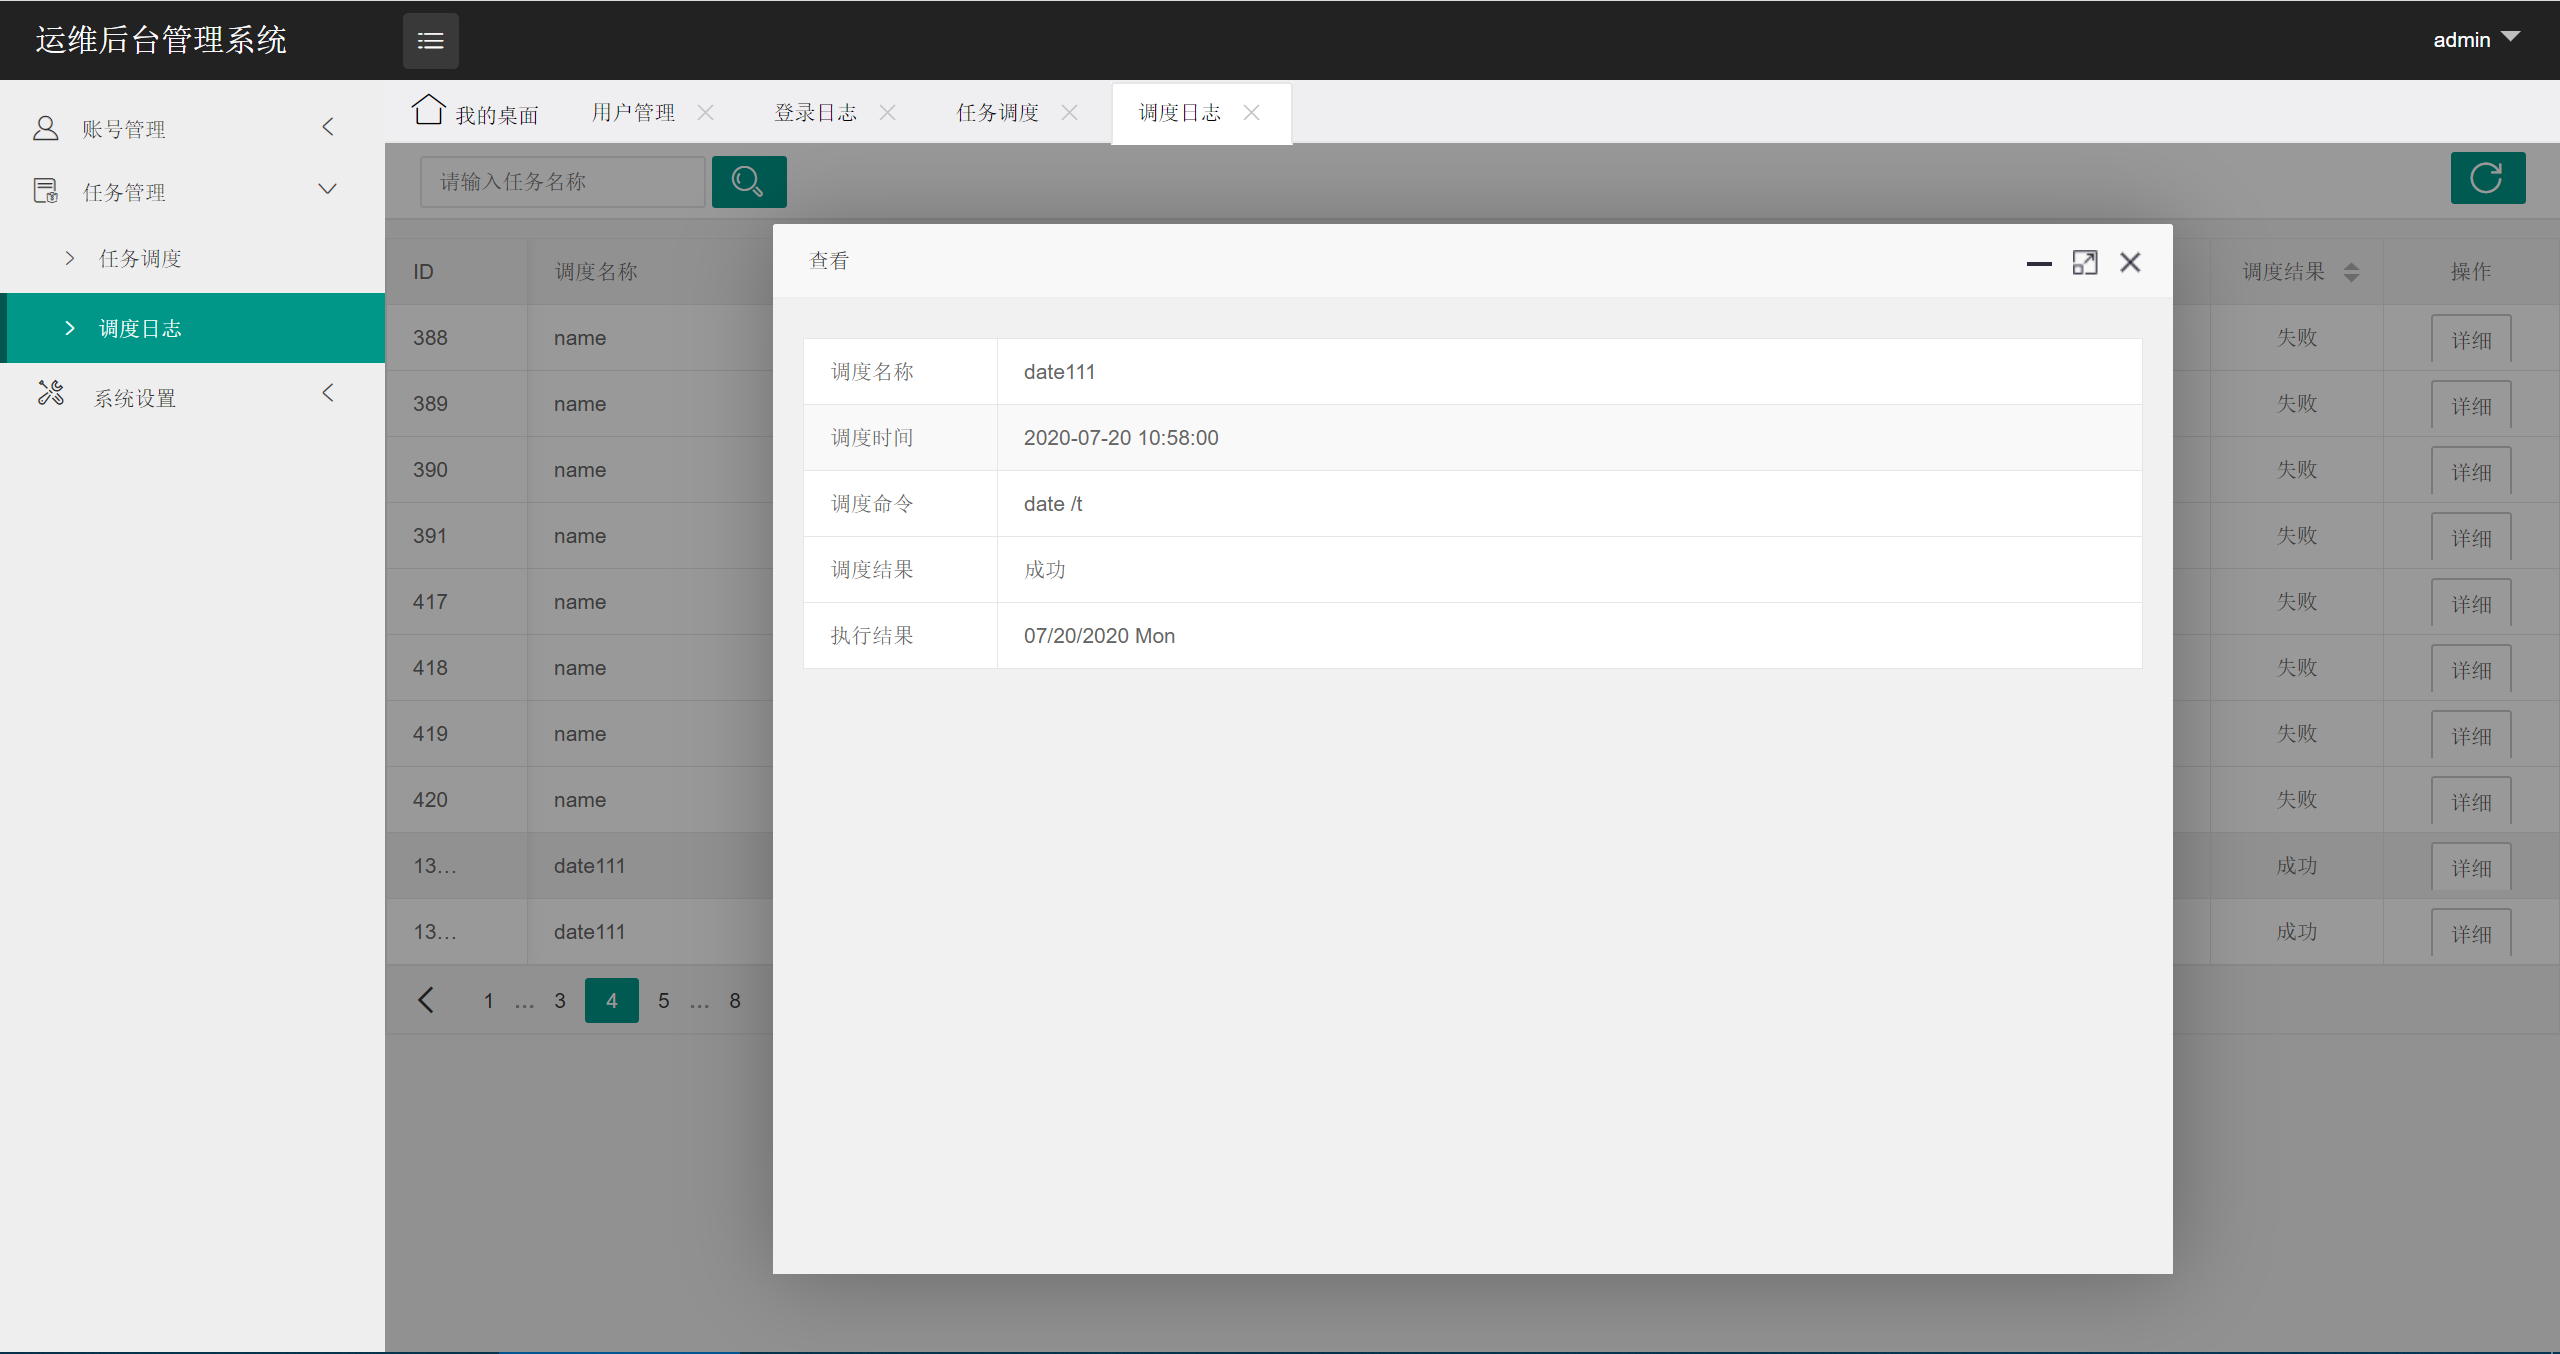 运维后台管理系统
admin
账号管理
任务管理
任务调度
调度日志
系统设置
我的桌面 用户管理 登录日志 任务调度 调度日志
请输入任务名称
ID 调度名称 调度结果 操作
388 name 失败 详细
389 name 失败 详细
390 name 失败 详细
391 name 失败 详细
417 name 失败 详细
418 name 失败 详细
419 name 失败 详细
420 name 失败 详细
13... date111 成功 详细
13... date111 成功 详细
1 ... 3 4 5 ... 8
查看
调度名称 date111
调度时间 2020-07-20 10:58:00
调度命令 date /t
调度结果 成功
执行结果 07/20/2020 Mon